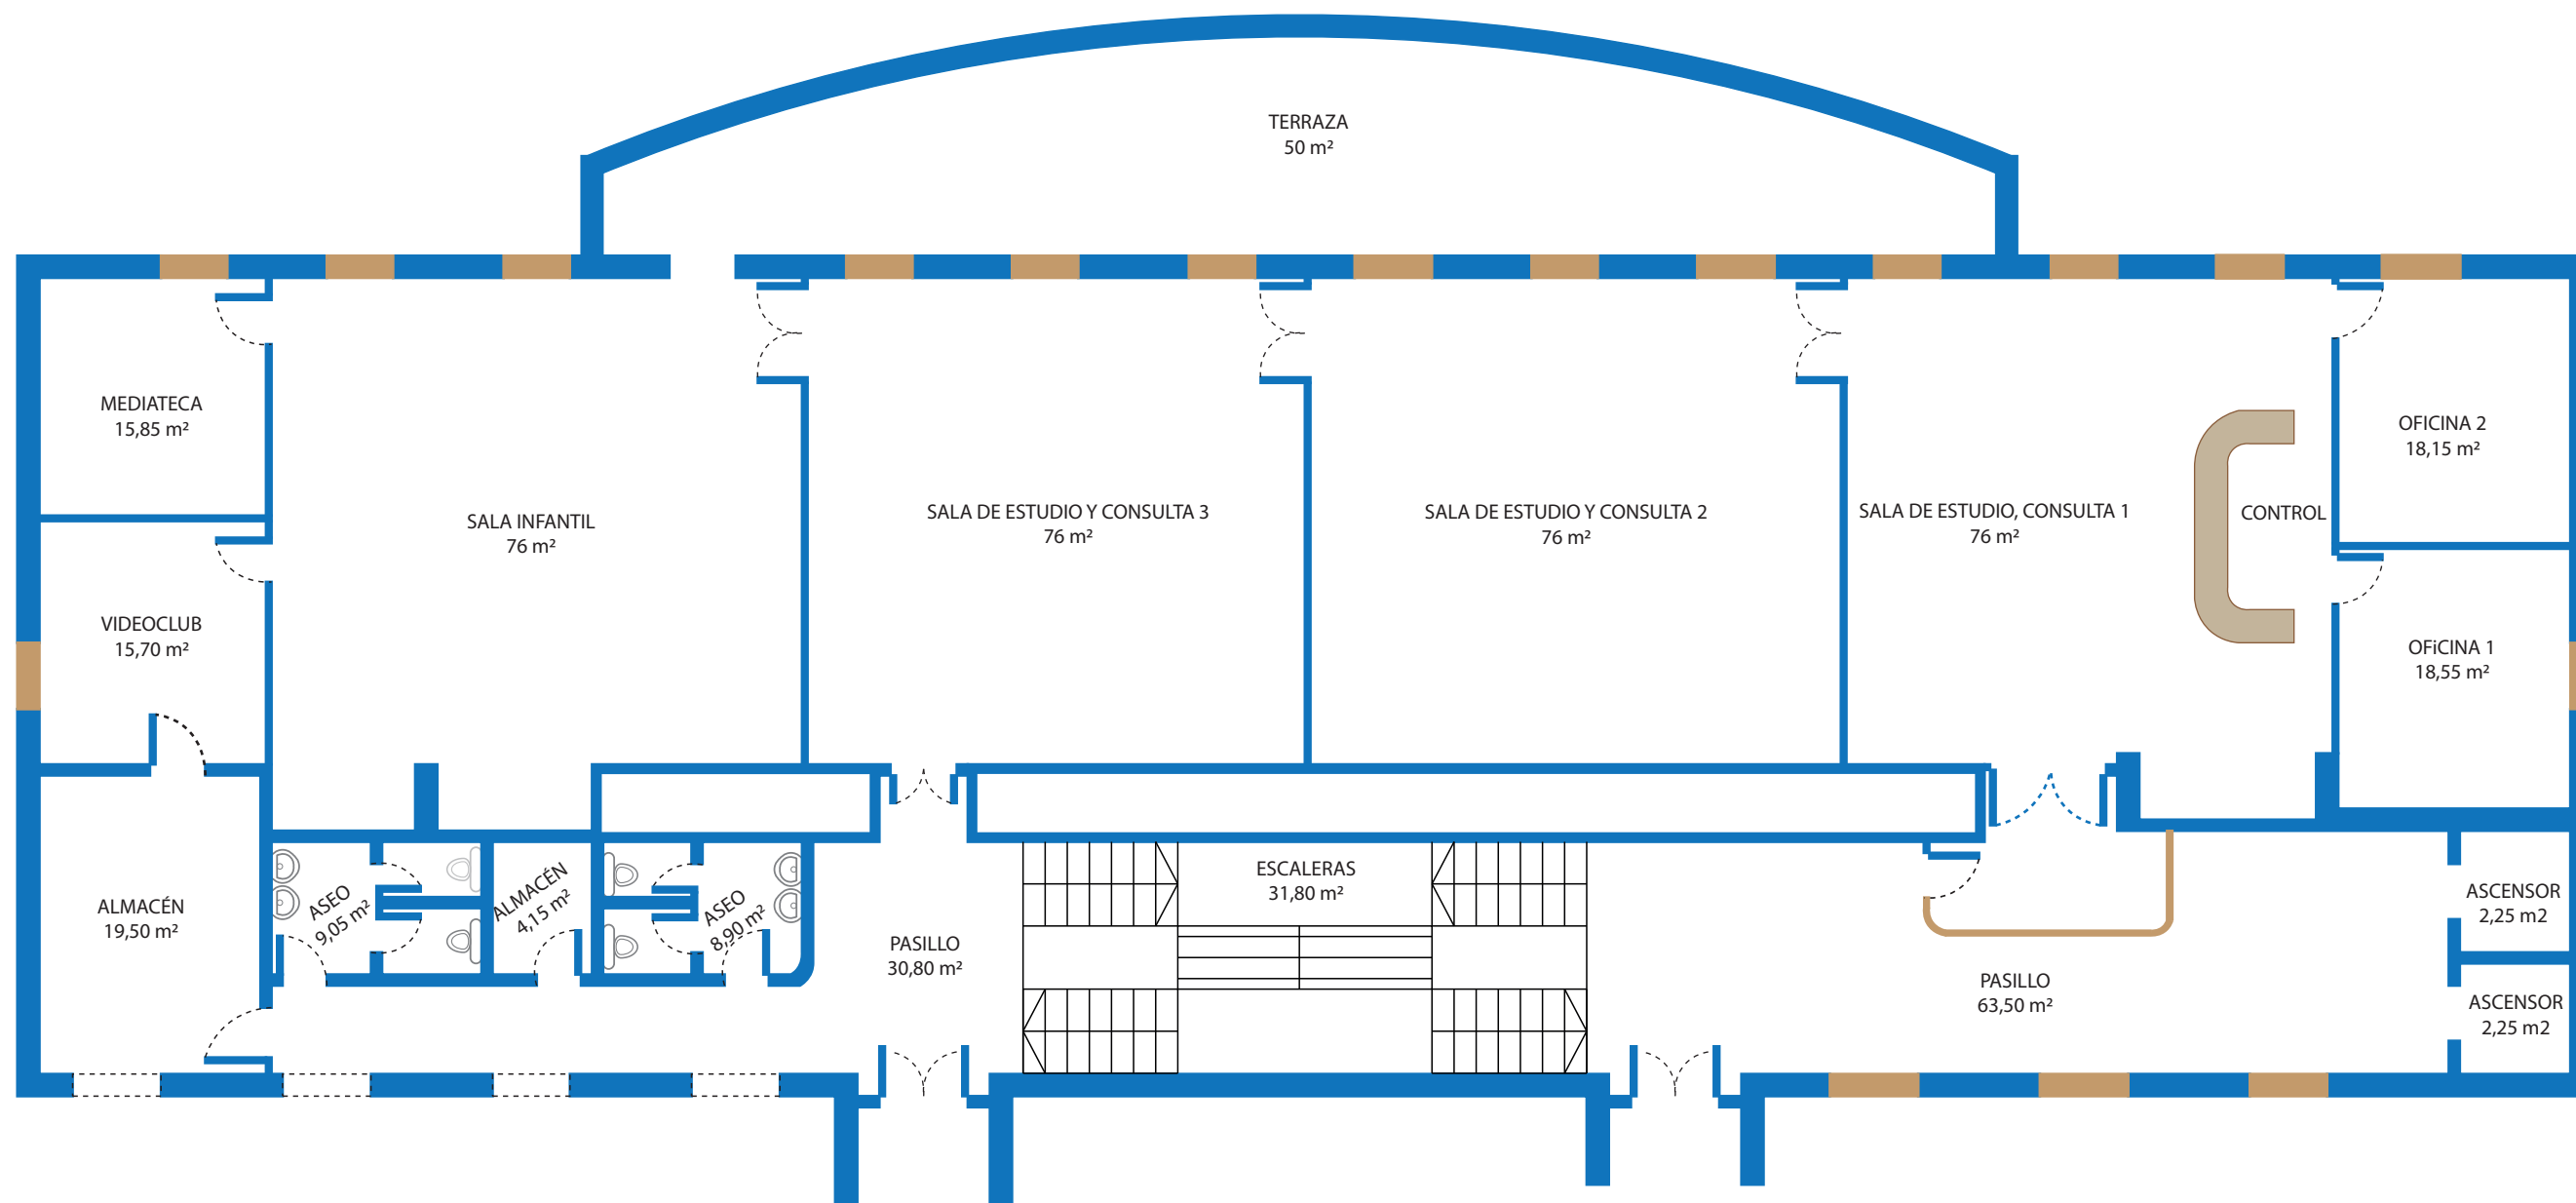 TERRAZA
50 m²
MEDIATECA
15,85 m²
OFICINA 2
18,15 m²
SALA INFANTIL
76 m²
SALA DE ESTUDIO Y CONSULTA 3
76 m²
SALA DE ESTUDIO Y CONSULTA 2
76 m²
SALA DE ESTUDIO, CONSULTA 1
76 m²
CONTROL
VIDEOCLUB
15,70 m²
OFiCINA 1
18,55 m²
ALMACÉN
19,50 m²
ASEO
9,05 m²
ALMACÉN
4,15 m²
ASEO
8,90 m²
PASILLO
30,80 m²
ESCALERAS
31,80 m²
PASILLO
63,50 m²
ASCENSOR
2,25 m2
ASCENSOR
2,25 m2